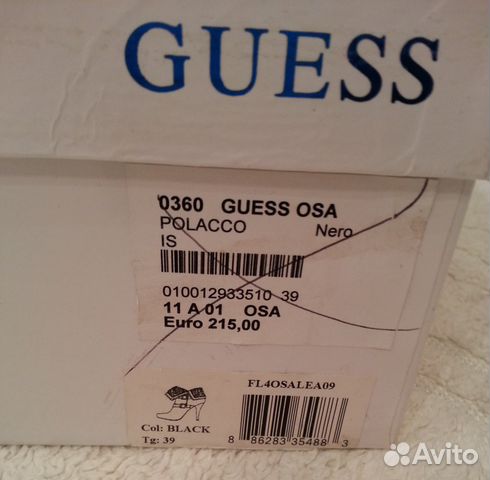 GUESS
0360 GUESS OSA
POLACCO Nero
IS
010012933510 39
11 A 01 OSA
Euro 215,00
FL4OSALEA09
Col: BLACK
Tg: 39
8 86283 35488 3
Avito